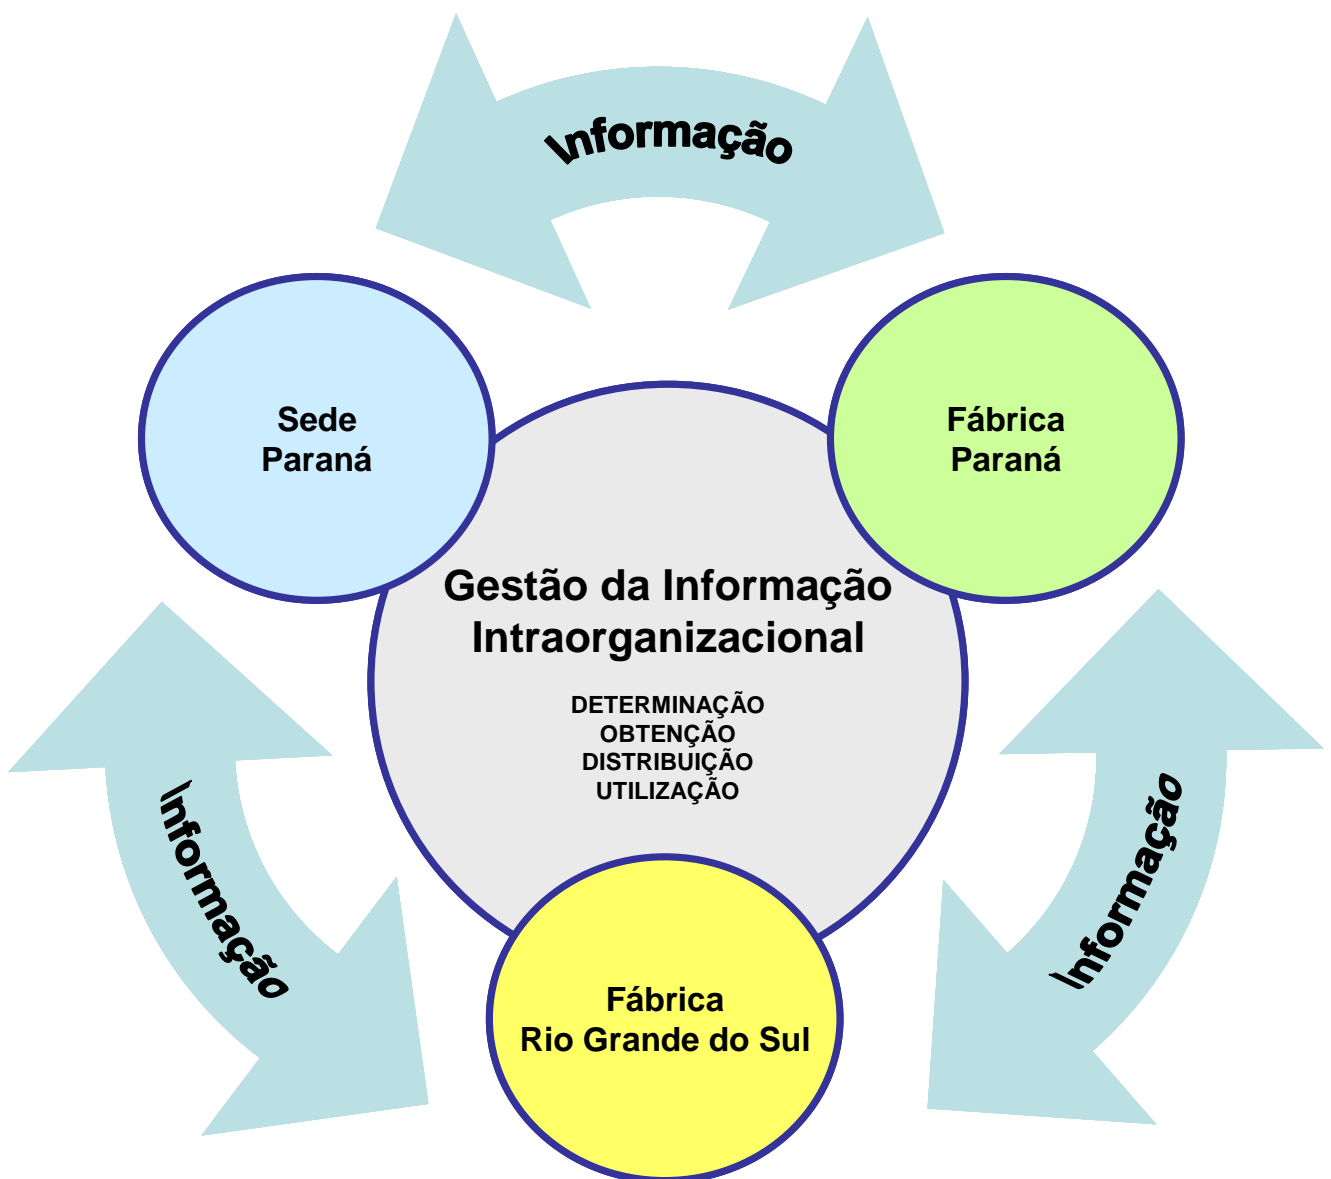 Informação
Sede
Paraná
Fábrica
Paraná
Gestão da Informação
Intraorganizacional
DETERMINAÇÃO
OBTENÇÃO
DISTRIBUIÇÃO
UTILIZAÇÃO
Informação
Informação
Fábrica
Rio Grande do Sul